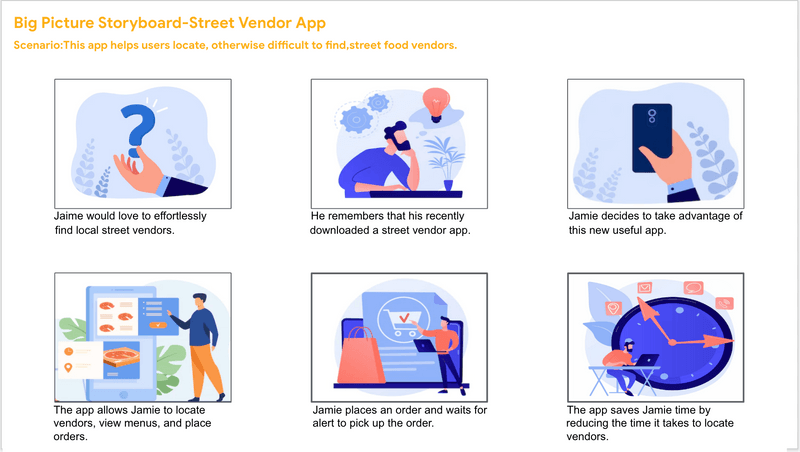 Big Picture Storyboard-Street Vendor App
Scenario:This app helps users locate, otherwise difficult to find,street food vendors.
Jaime would love to effortlessly
find local street vendors.
He remembers that his recently
downloaded a street vendor app.
Jamie decides to take advantage of
this new useful app.
The app allows Jamie to locate
vendors, view menus, and place
orders.
Jamie places an order and waits for
alert to pick up the order.
The app saves Jamie time by
reducing the time it takes to locate
vendors.